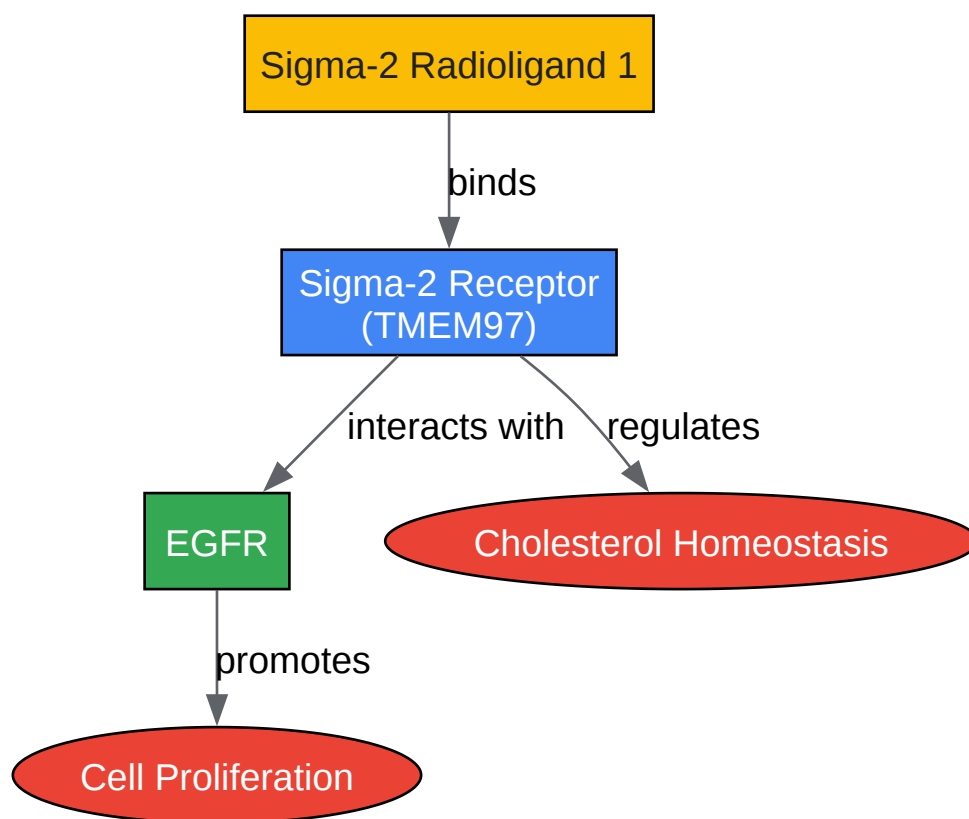 Sigma-2 Radioligand 1
binds
Sigma-2 Receptor
(TMEM97)
interacts with
regulates
EGFR
Cholesterol Homeostasis
promotes
Cell Proliferation